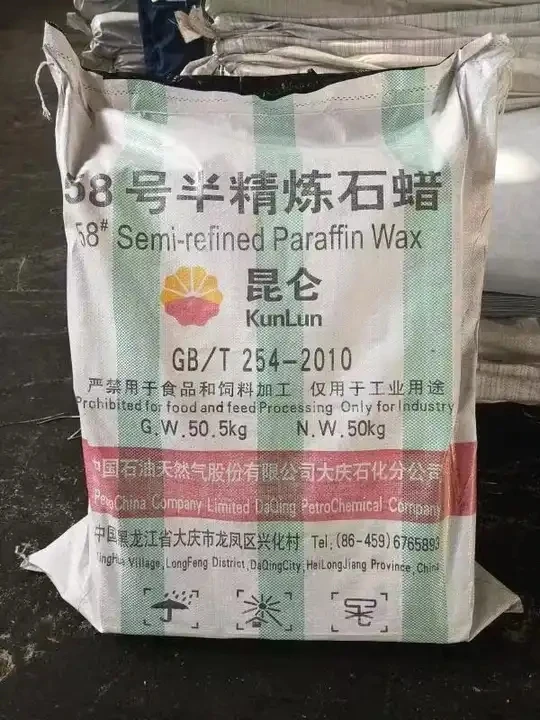 58号半精炼石蜡
58# Semi-refined Paraffin Wax
昆仑
KunLun
GB/T 254-2010
严禁用于食品和饲料加工 仅用于工业用途
Prohibited for food and feed Processing Only for Industry
G.W.50.5kg N.W.50kg
中国石油天然气股份有限公司大庆石化分公司
PetroChina Company Limited DaQing PetroChemical Company
中国黑龙江省大庆市龙凤区兴化村 Tel.(86-459)6765893
XingHua Village,LongFeng District,DaQingCity,HeiLongJiang Province, China